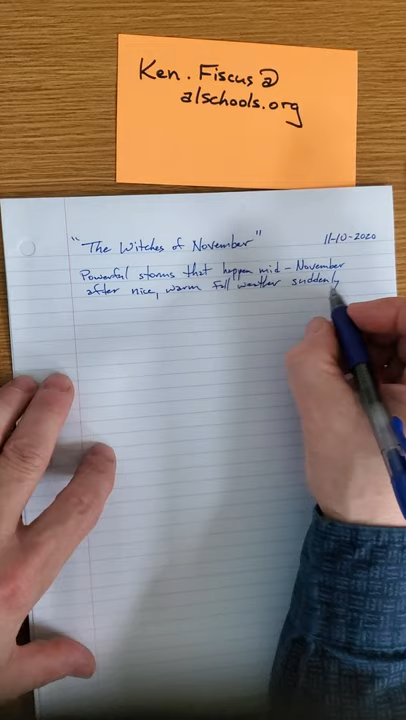 Ken.Fiscus@
alschools.org
"The Witches of November" 11-10-2020
Powerful storms that happen mid-November
after nice, warm fall weather suddenly